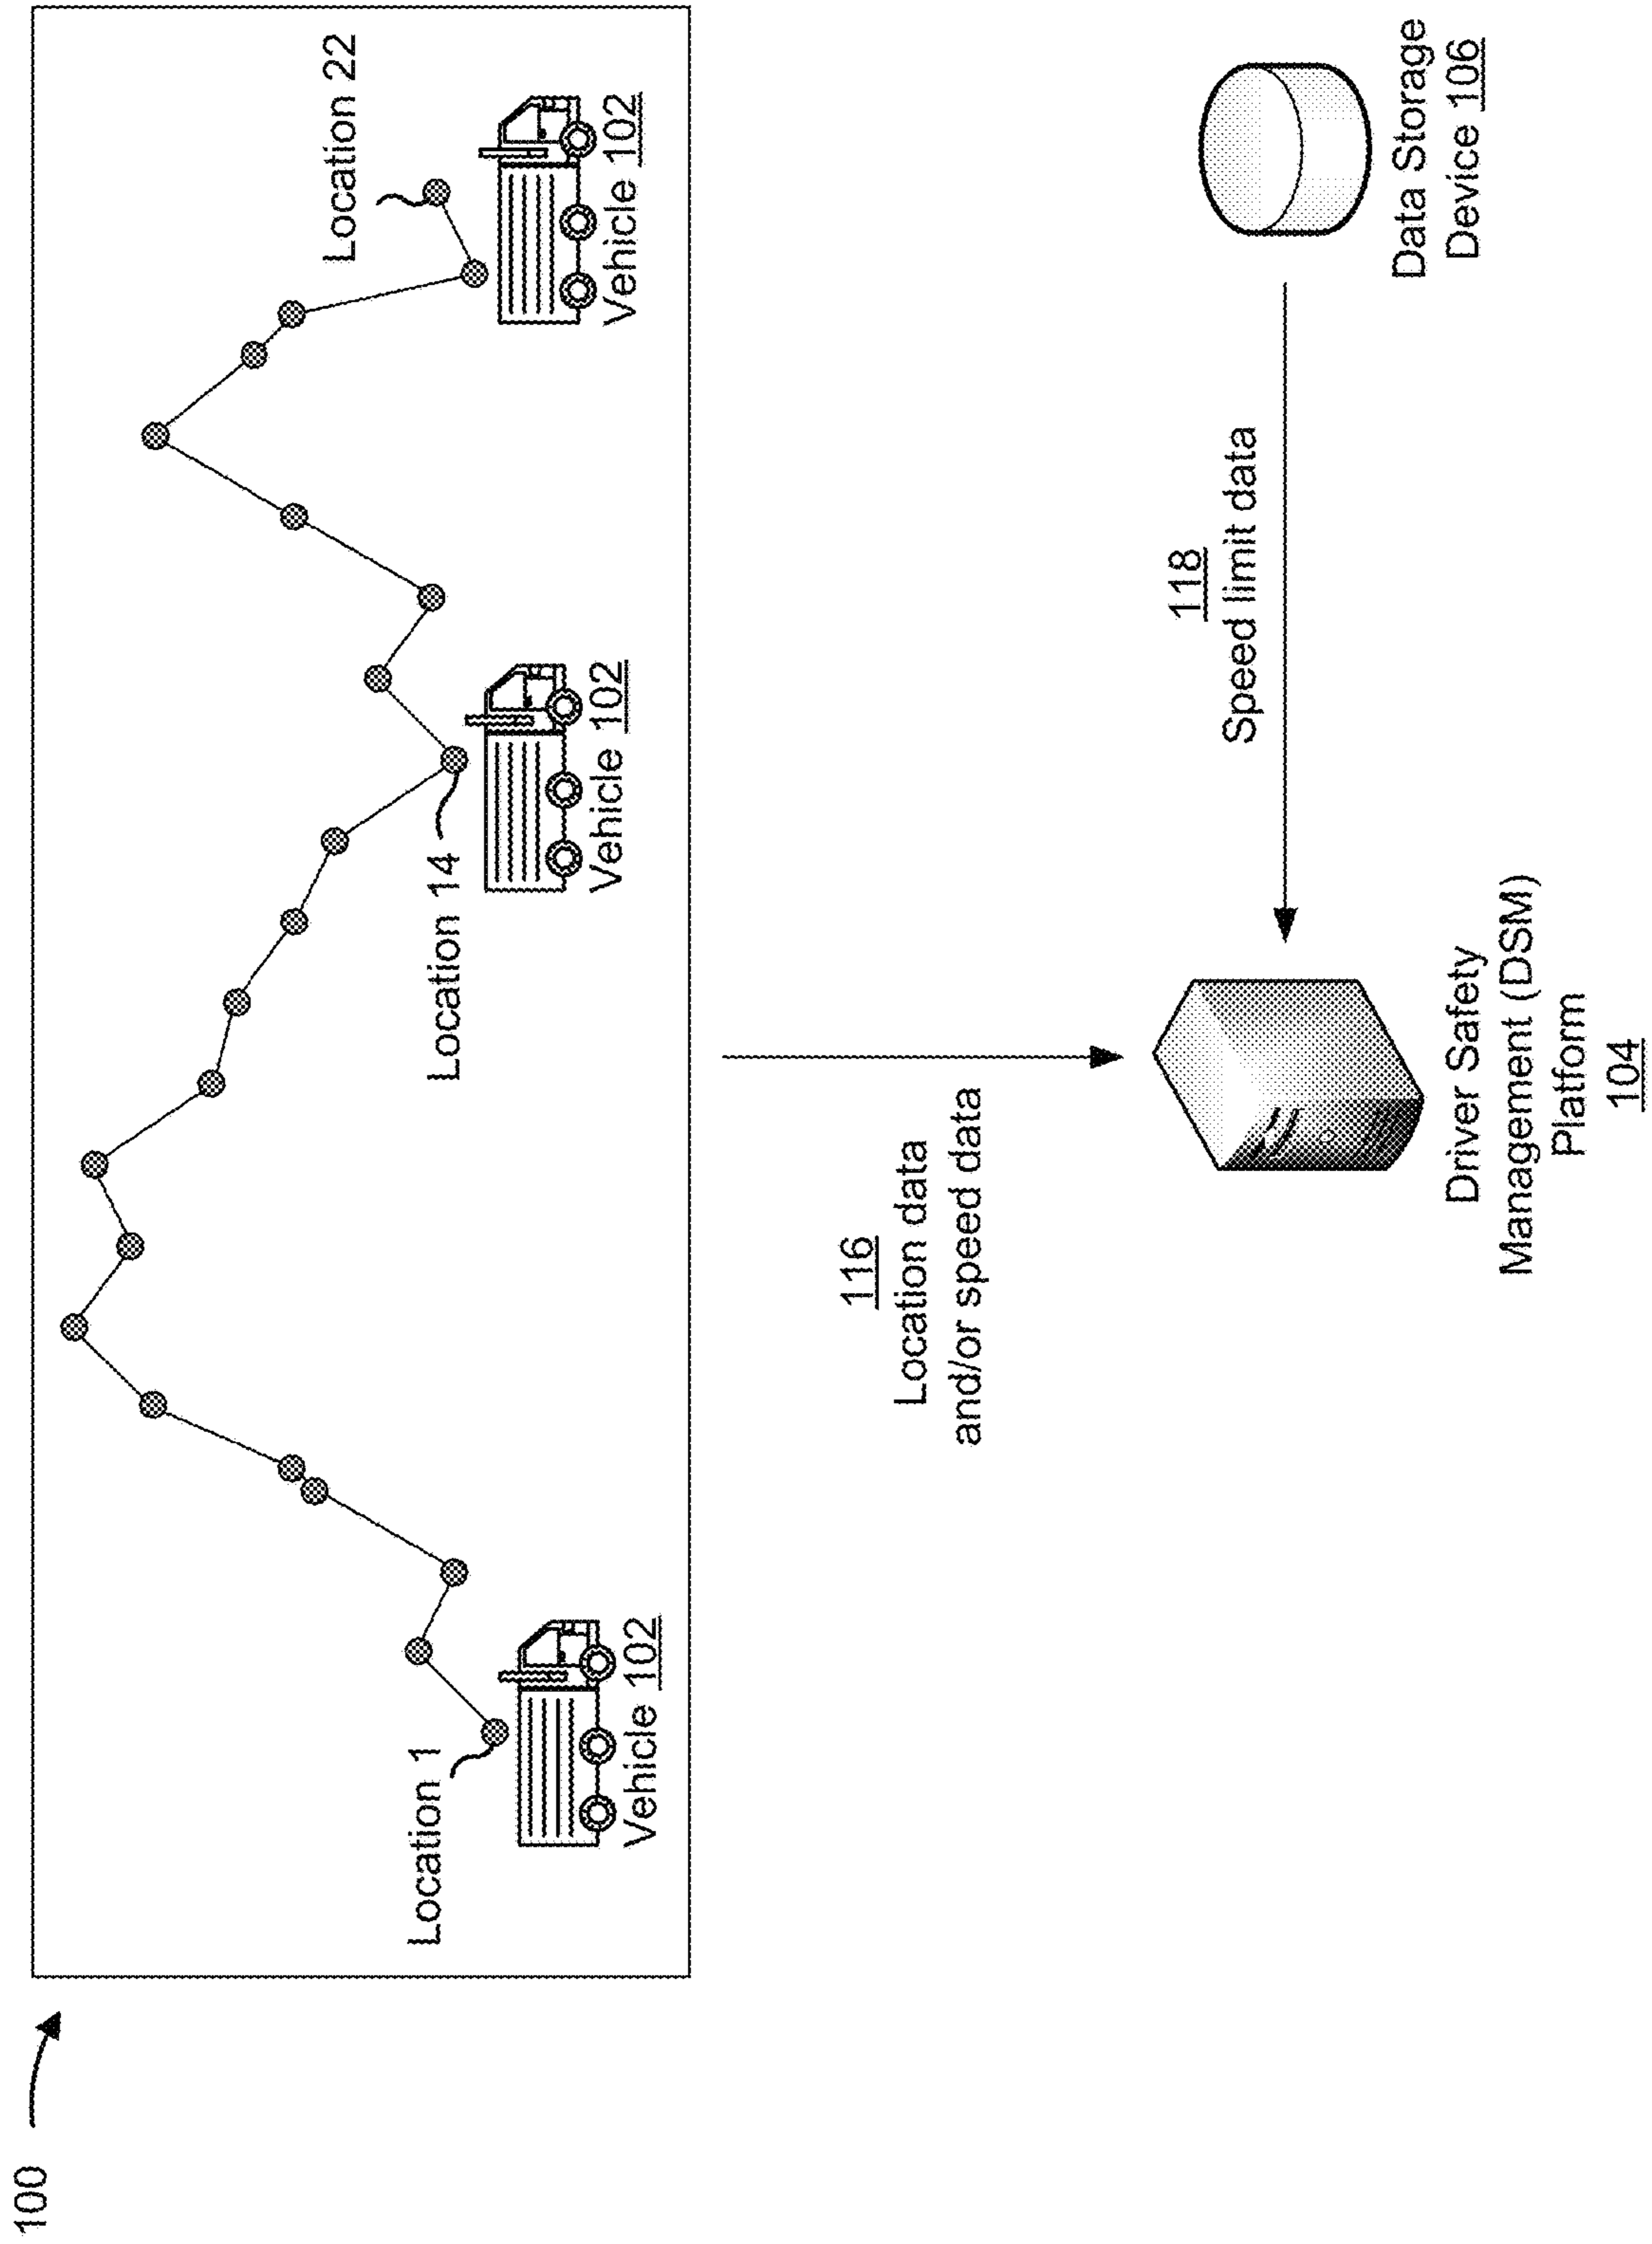 100
Location 1
Vehicle 102
Location 14
Vehicle 102
Location 22
Vehicle 102
116
Location data
and/or speed data
118
Speed limit data
Driver Safety
Management (DSM)
Platform
104
Data Storage
Device 106